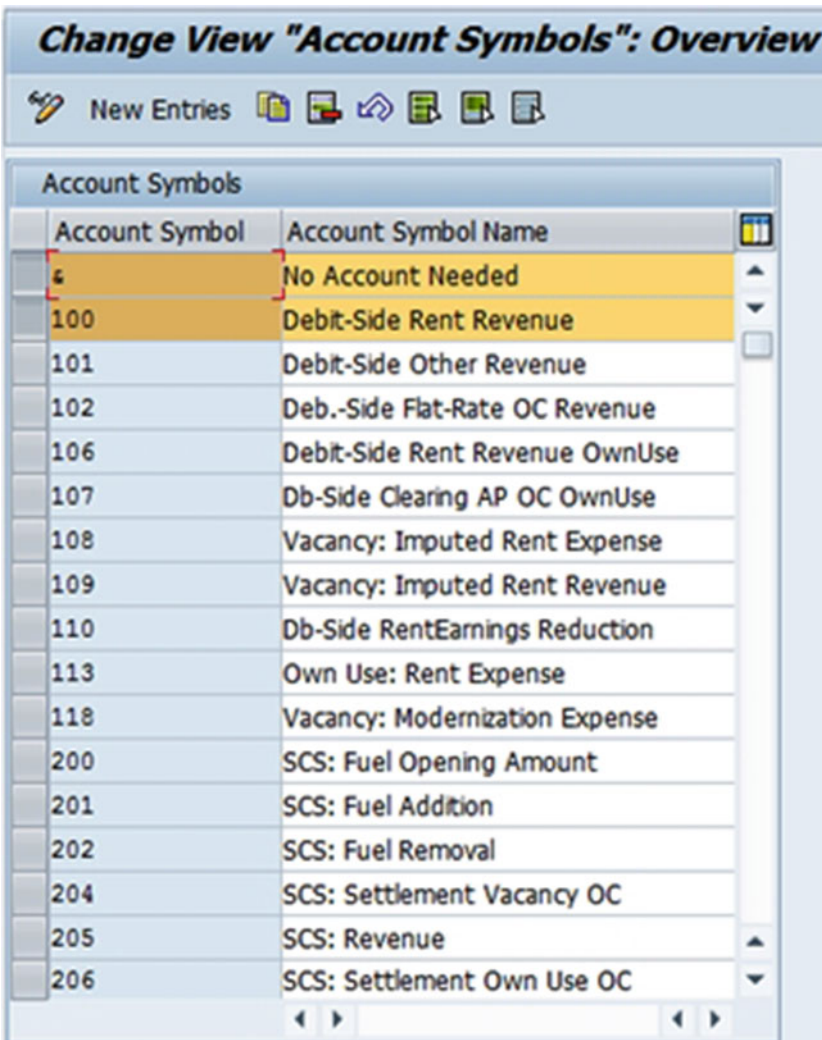 Change View "Account Symbols": Overview
New Entries
Account Symbols
Account Symbol Account Symbol Name
& No Account Needed
100 Debit-Side Rent Revenue
101 Debit-Side Other Revenue
102 Deb.-Side Flat-Rate OC Revenue
106 Debit-Side Rent Revenue OwnUse
107 Db-Side Clearing AP OC OwnUse
108 Vacancy: Imputed Rent Expense
109 Vacancy: Imputed Rent Revenue
110 Db-Side RentEarnings Reduction
113 Own Use: Rent Expense
118 Vacancy: Modernization Expense
200 SCS: Fuel Opening Amount
201 SCS: Fuel Addition
202 SCS: Fuel Removal
204 SCS: Settlement Vacancy OC
205 SCS: Revenue
206 SCS: Settlement Own Use OC